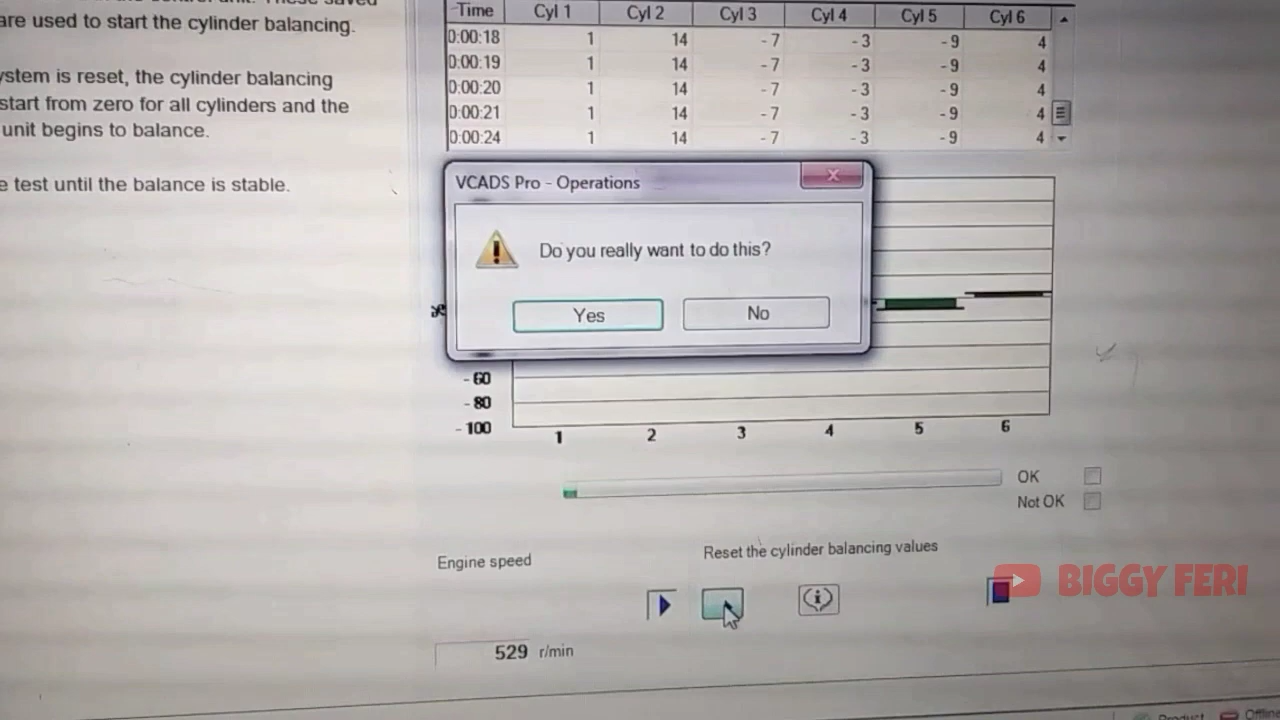 are used to start the cylinder balancing.
system is reset, the cylinder balancing
start from zero for all cylinders and the
unit begins to balance.
test until the balance is stable.
Time Cyl 1 Cyl 2 Cyl 3 Cyl 4 Cyl 5 Cyl 6
0:00:18 1 14 -7 -3 -9 4
0:00:19 1 14 -7 -3 -9 4
0:00:20 1 14 -7 -3 -9 4
0:00:21 1 14 -7 -3 -9 4
0:00:24 1 14 -7 -3 -9 4
VCADS Pro - Operations
Do you really want to do this?
Yes No
-60
-80
-100
1 2 3 4 5 6
OK
Not OK
Engine speed
Reset the cylinder balancing values
BIGGY FERI
529 r/min
Product Offline